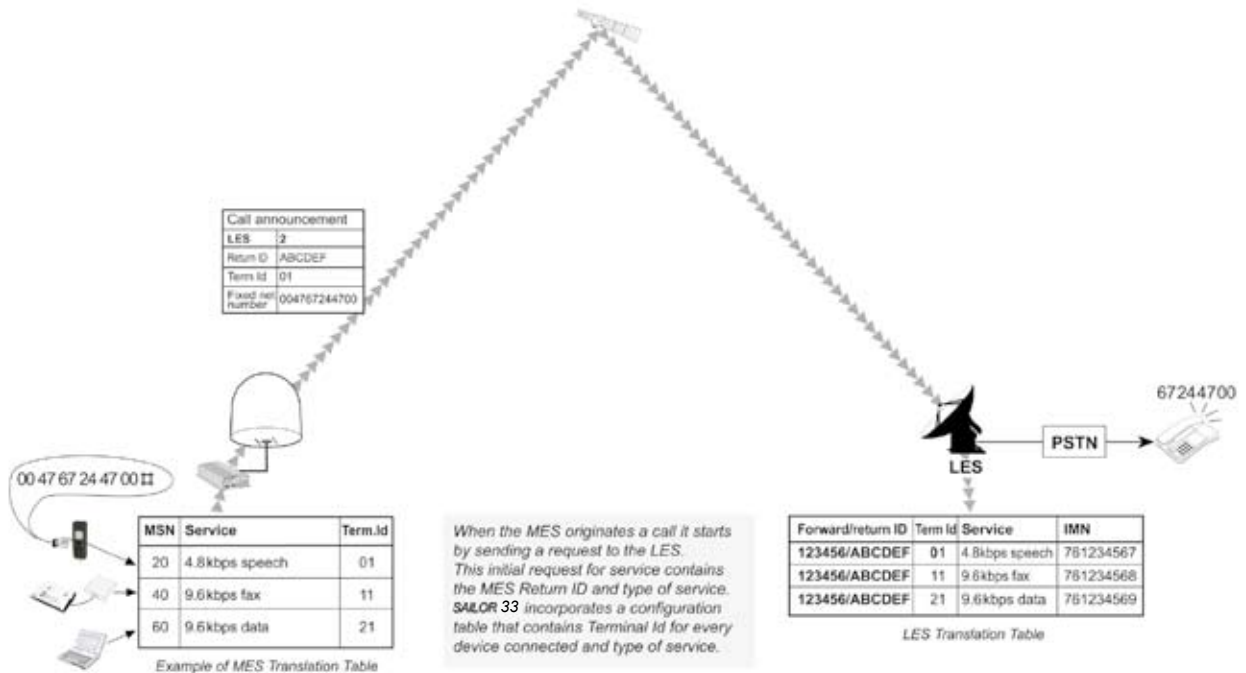 Call announcement
LES 2
Return ID ABCDEF
Term Id 01
Fixed net number 004767244700
67244700
PSTN
LES
00 47 67 24 47 00 ⌗
MSN Service Term.Id
20 4.8kbps speech 01
40 9.6kbps fax 11
60 9.6kbps data 21
Example of MES Translation Table
When the MES originates a call it starts
by sending a request to the LES.
This initial request for service contains
the MES Return ID and type of service.
SAILOR 33 incorporates a configuration
table that contains Terminal Id for every
device connected and type of service.
Forward/return ID Term Id Service IMN
123456/ABCDEF 01 4.8kbps speech 761234567
123456/ABCDEF 11 9.6kbps fax 761234568
123456/ABCDEF 21 9.6kbps data 761234569
LES Translation Table